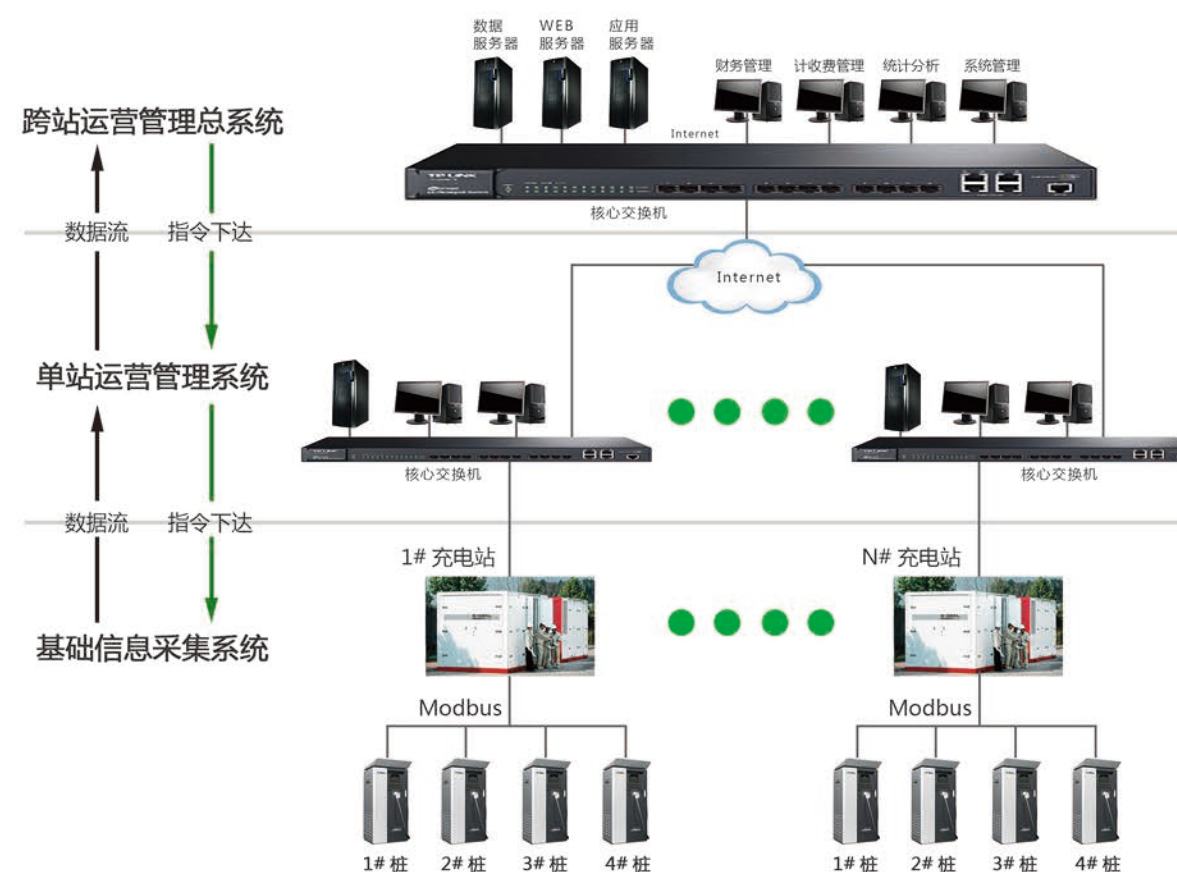 数据
服务器
WEB
服务器
应用
服务器
财务管理
计收费管理
统计分析
系统管理
跨站运营管理总系统
Internet
TP-LINK
核心交换机
数据流
指令下达
Internet
单站运营管理系统
核心交换机
核心交换机
数据流
指令下达
1# 充电站
N# 充电站
基础信息采集系统
Modbus
Modbus
1# 桩
2# 桩
3# 桩
4# 桩
1# 桩
2# 桩
3# 桩
4# 桩